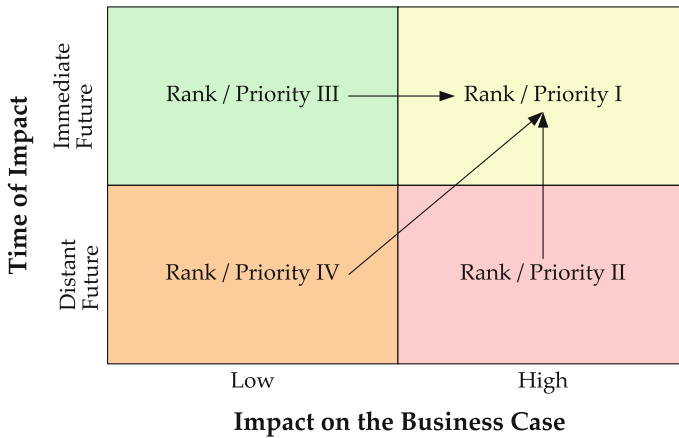 Time of Impact
Immediate
Future
Rank / Priority III
Rank / Priority I
Distant
Future
Rank / Priority IV
Rank / Priority II
Low
High
Impact on the Business Case